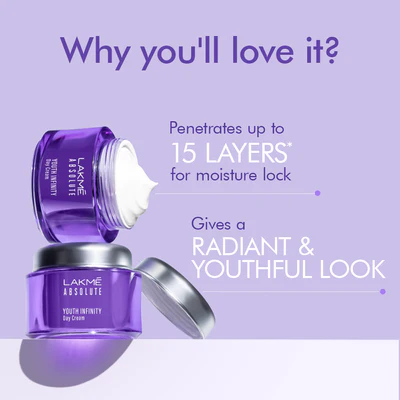 Why you'll love it?
Penetrates up to
15 LAYERS*
for moisture lock
Gives a
RADIANT &
YOUTHFUL LOOK
LAKMÉ
ABSOLUTE
YOUTH INFINITY
Day Cream
LAKMÉ
ABSOLUTE
YOUTH INFINITY
Day Cream